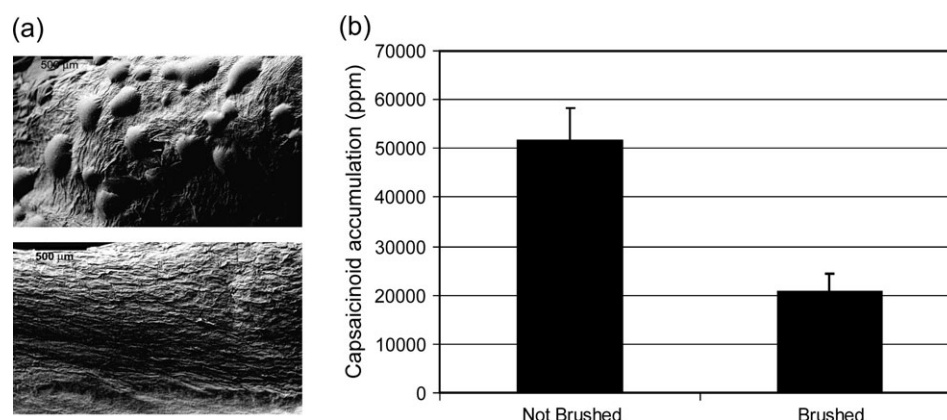 (a)
500 µm
500 µm
(b)
Capsaicinoid accumulation (ppm)
70000
60000
50000
40000
30000
20000
10000
0
Not Brushed
Brushed